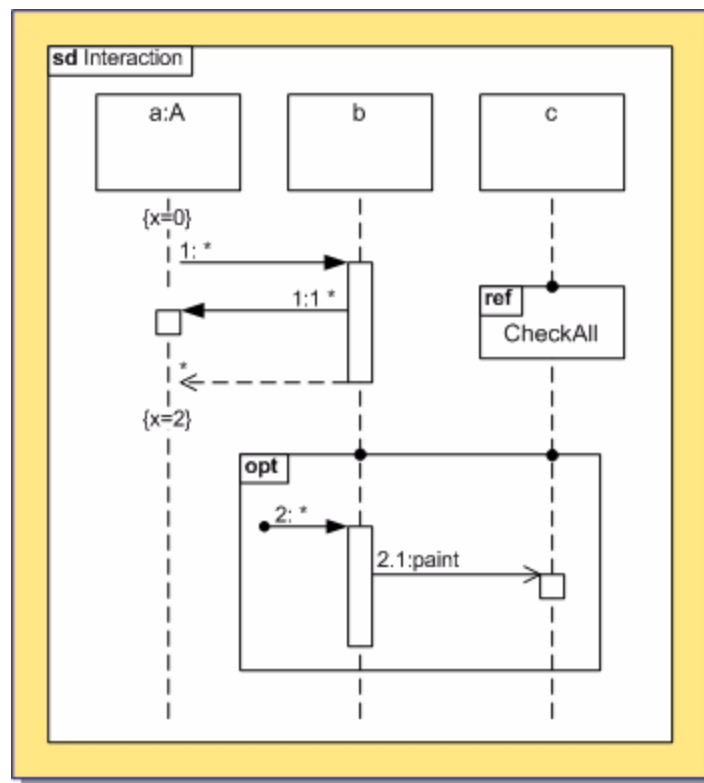 sd Interaction
a:A
b
c
{x=0}
1: *
1:1 *
ref
CheckAll
*
{x=2}
opt
2: *
2.1:paint